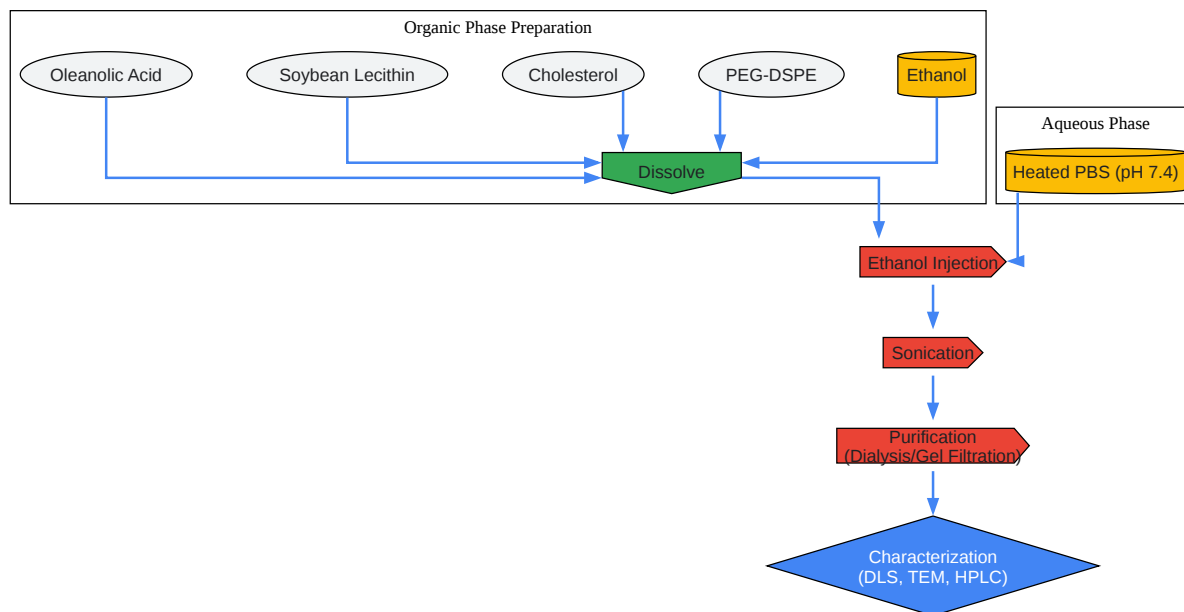 Organic Phase Preparation
Oleanolic Acid
Soybean Lecithin
Cholesterol
PEG-DSPE
Ethanol
Aqueous Phase
Heated PBS (pH 7.4)
Dissolve
Ethanol Injection
Sonication
Purification
(Dialysis/Gel Filtration)
Characterization
(DLS, TEM, HPLC)